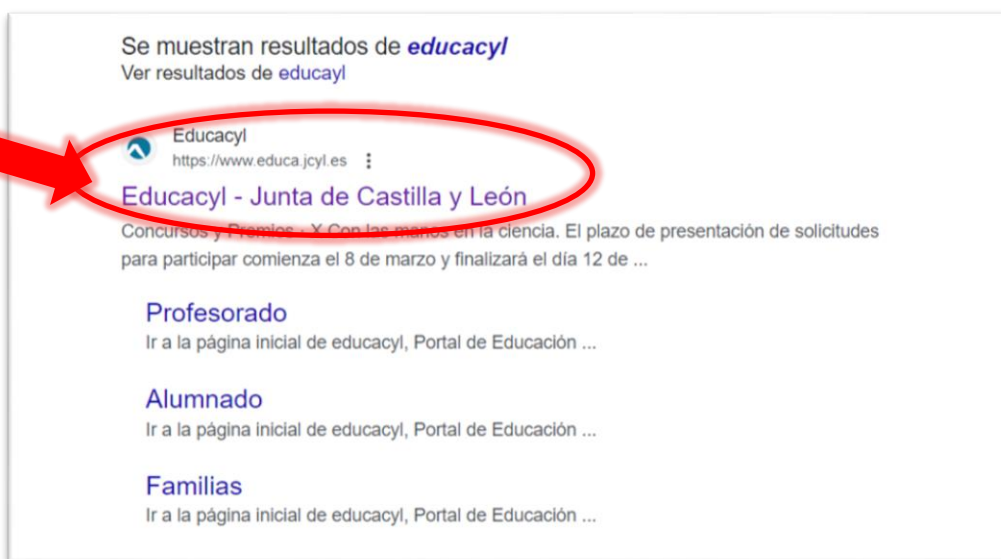 Se muestran resultados de educacyl
Ver resultados de educayl
Educacyl
https://www.educa.jcyl.es
Educacyl - Junta de Castilla y León
Concursos y Premios · X Con las manos en la ciencia. El plazo de presentación de solicitudes
para participar comienza el 8 de marzo y finalizará el día 12 de ...
Profesorado
Ir a la página inicial de educacyl, Portal de Educación ...
Alumnado
Ir a la página inicial de educacyl, Portal de Educación ...
Familias
Ir a la página inicial de educacyl, Portal de Educación ...